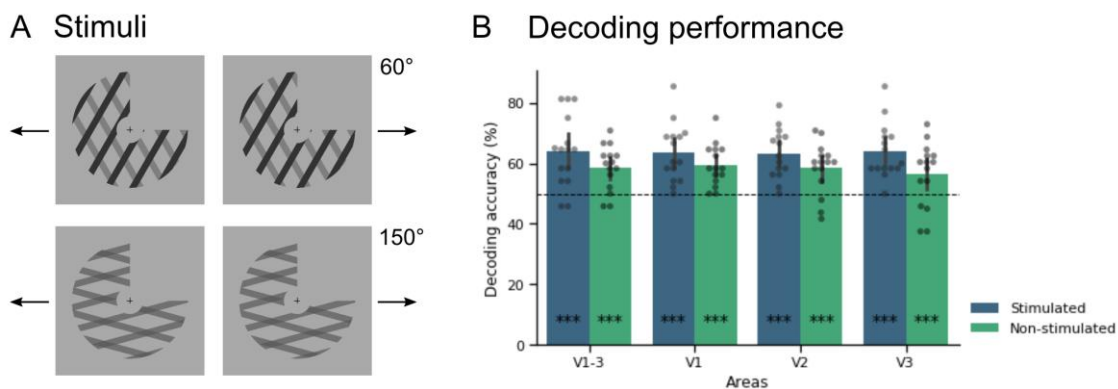 A Stimuli
60°
150°
B Decoding performance
Decoding accuracy (%)
80
60
40
20
0
*** *** *** *** *** *** *** ***
V1-3 V1 V2 V3
Areas
Stimulated
Non-stimulated